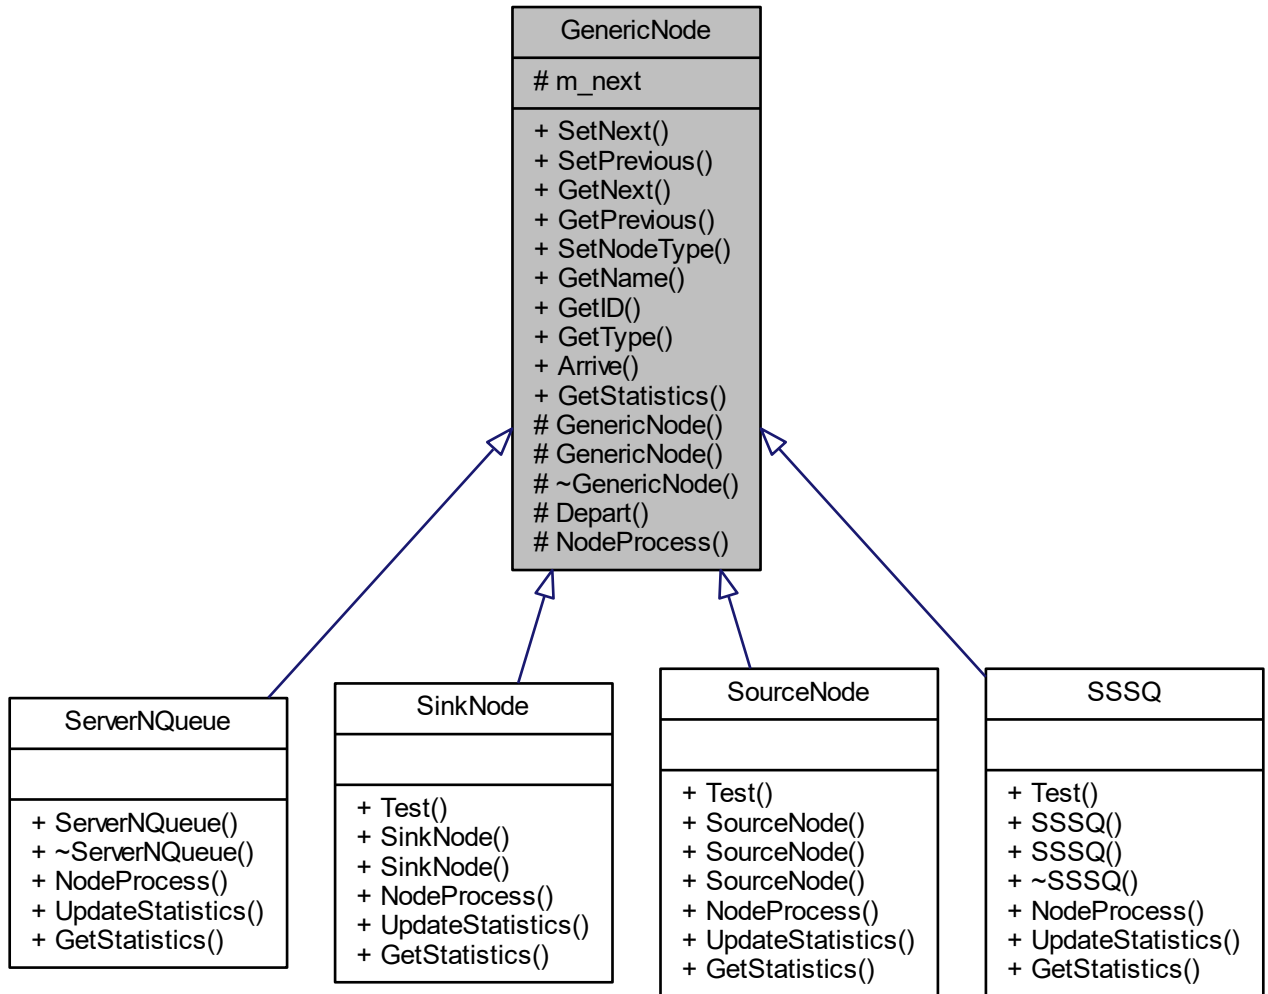 GenericNode
# m_next
+ SetNext()
+ SetPrevious()
+ GetNext()
+ GetPrevious()
+ SetNodeType()
+ GetName()
+ GetID()
+ GetType()
+ Arrive()
+ GetStatistics()
# GenericNode()
# GenericNode()
# ~GenericNode()
# Depart()
# NodeProcess()
ServerNQueue
+ ServerNQueue()
+ ~ServerNQueue()
+ NodeProcess()
+ UpdateStatistics()
+ GetStatistics()
SinkNode
+ Test()
+ SinkNode()
+ SinkNode()
+ NodeProcess()
+ UpdateStatistics()
+ GetStatistics()
SourceNode
+ Test()
+ SourceNode()
+ SourceNode()
+ SourceNode()
+ NodeProcess()
+ UpdateStatistics()
+ GetStatistics()
SSSQ
+ Test()
+ SSSQ()
+ SSSQ()
+ ~SSSQ()
+ NodeProcess()
+ UpdateStatistics()
+ GetStatistics()